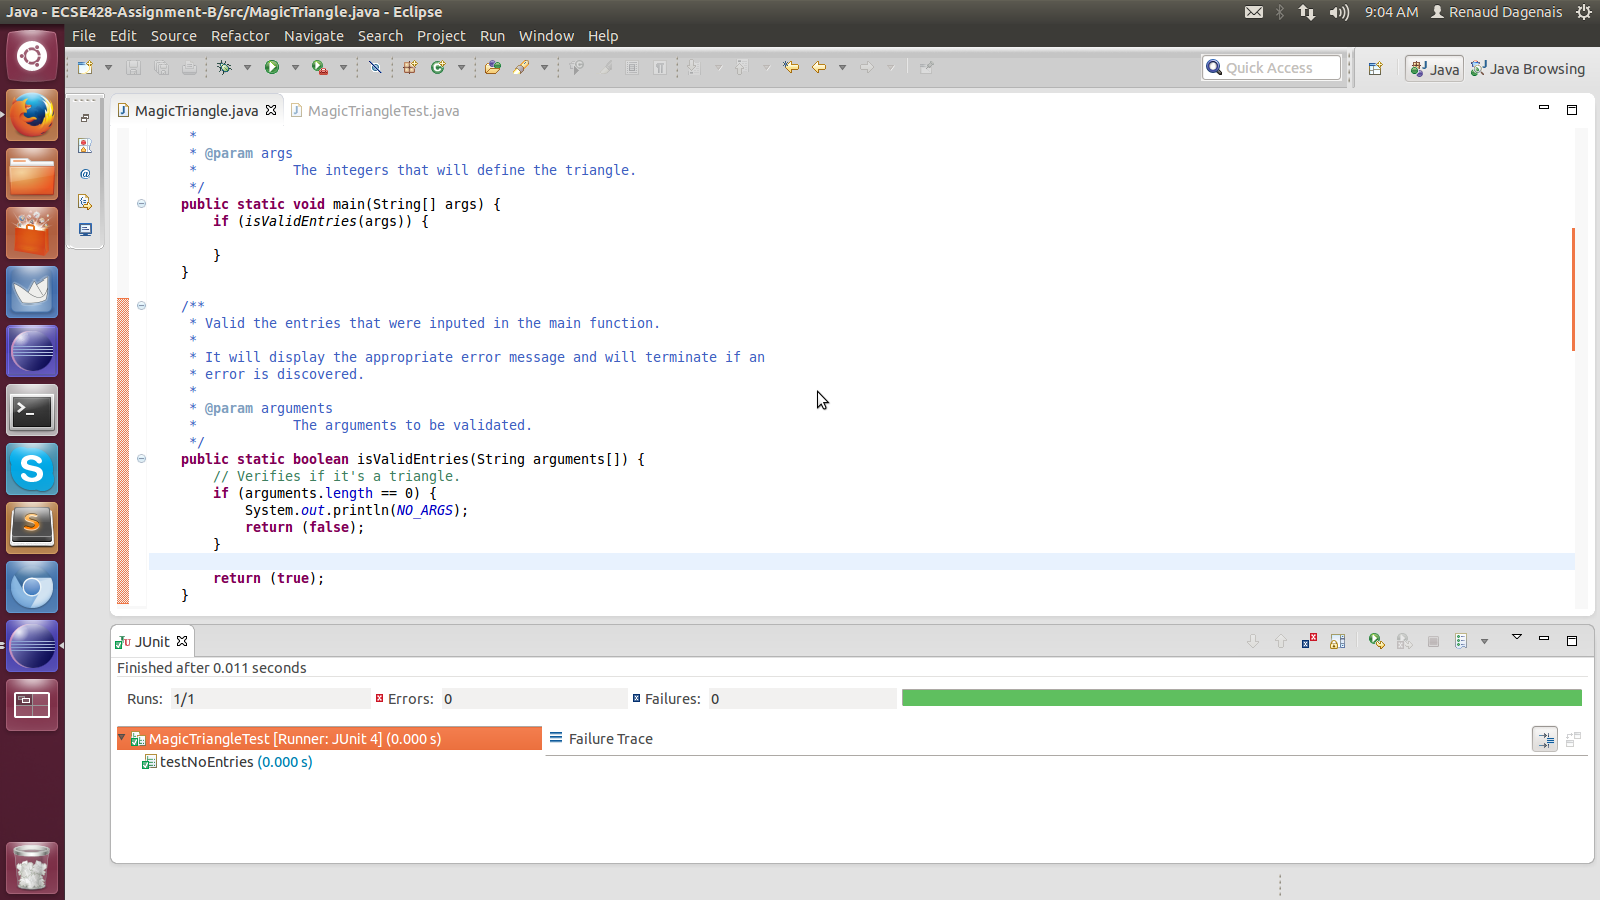 Java - ECSE428-Assignment-B/src/MagicTriangle.java - Eclipse
9:04 AM
Renaud Dagenais
File Edit Source Refactor Navigate Search Project Run Window Help
Quick Access
Java
Java Browsing
MagicTriangle.java
MagicTriangleTest.java
*
* @param args
*            The integers that will define the triangle.
*/
public static void main(String[] args) {
if (isValidEntries(args)) {
}
}
/**
* Valid the entries that were inputed in the main function.
*
* It will display the appropriate error message and will terminate if an
* error is discovered.
*
* @param arguments
*            The arguments to be validated.
*/
public static boolean isValidEntries(String arguments[]) {
// Verifies if it's a triangle.
if (arguments.length == 0) {
System.out.println(NO_ARGS);
return (false);
}
return (true);
}
JUnit
Finished after 0.011 seconds
Runs: 1/1
Errors: 0
Failures: 0
MagicTriangleTest [Runner: JUnit 4] (0.000 s)
Failure Trace
testNoEntries (0.000 s)